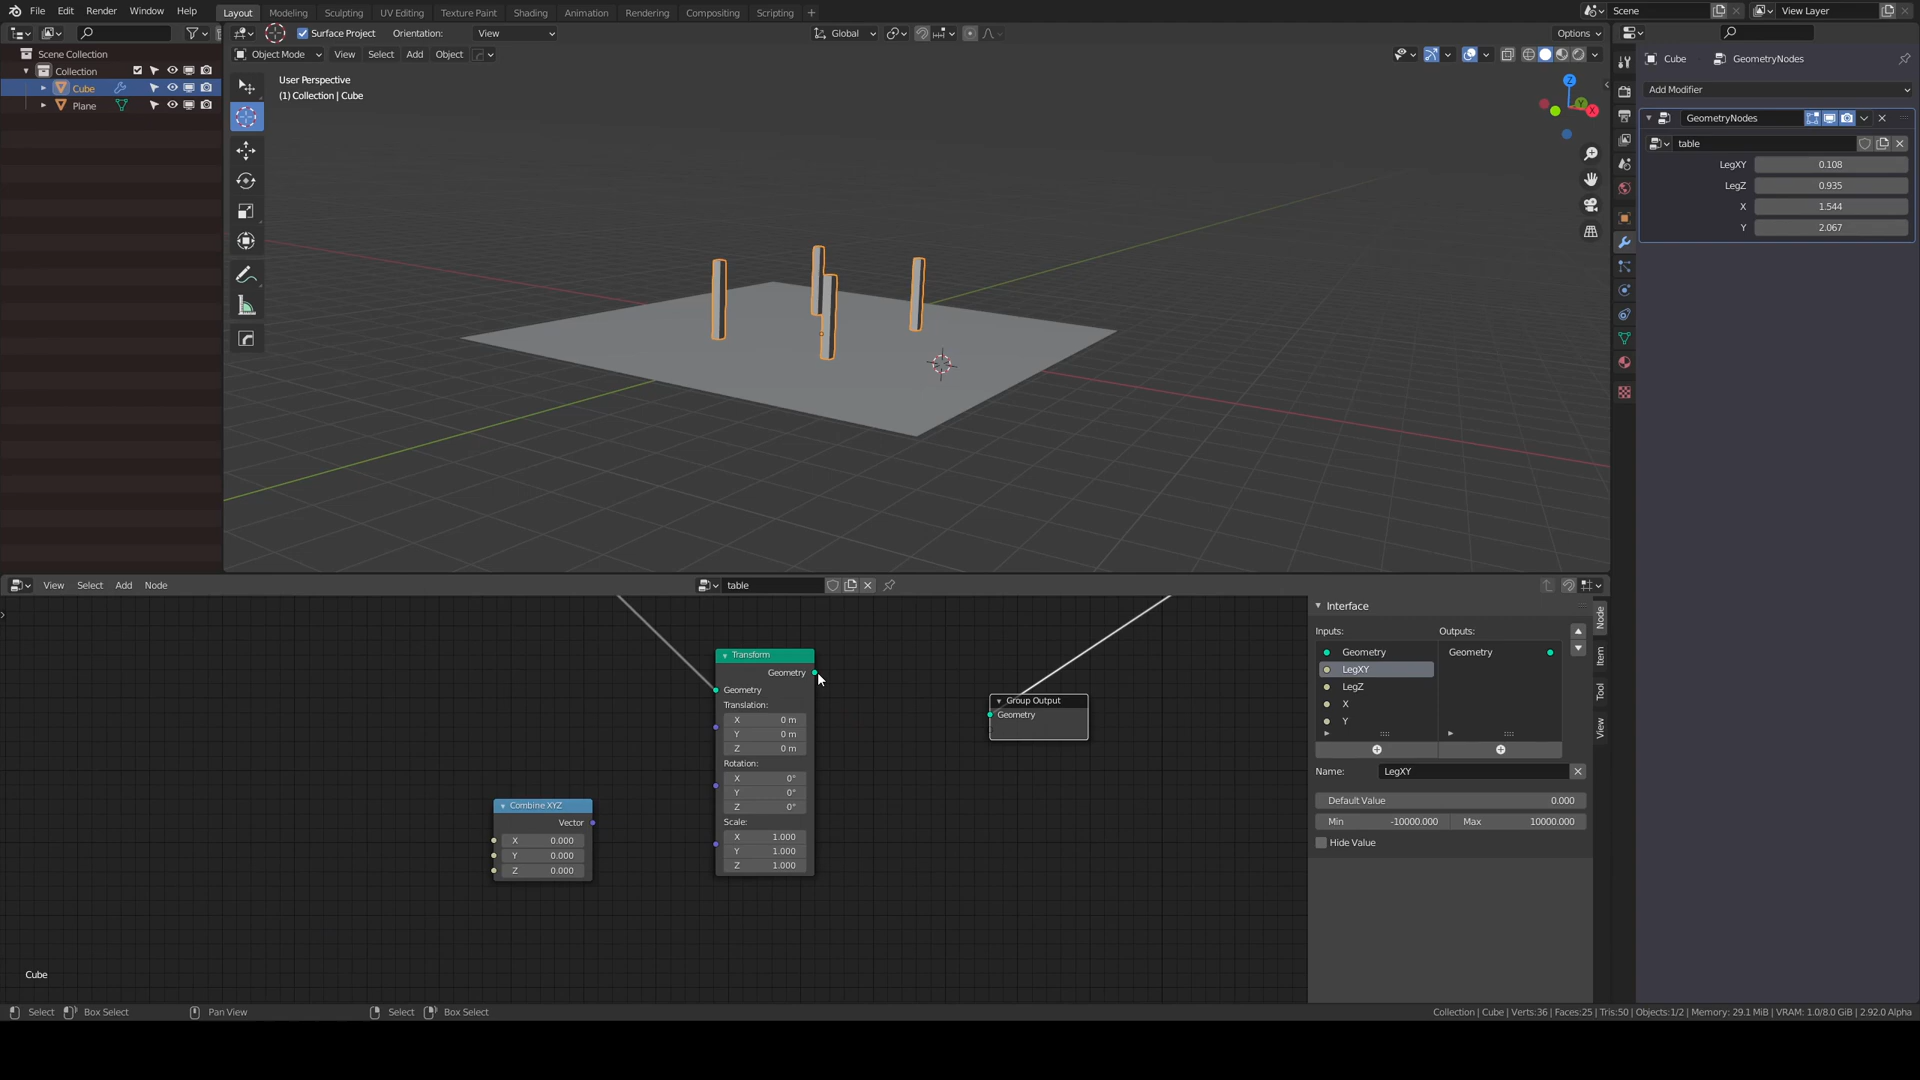 File Edit Render Window Help Layout Modeling Sculpting UV Editing Texture Paint Shading Animation Rendering Compositing Scripting + Scene View Layer
Surface Project Orientation: View Global Options
Object Mode View Select Add Object
Scene Collection
Collection
Cube
Plane
User Perspective
(1) Collection | Cube
Z
Y
X
Cube GeometryNodes
Add Modifier
GeometryNodes
table
LegXY 0.108
LegZ 0.935
X 1.544
Y 2.067
View Select Add Node table
Transform
Geometry
Geometry
Translation:
X 0 m
Y 0 m
Z 0 m
Rotation:
X 0°
Y 0°
Z 0°
Scale:
X 1.000
Y 1.000
Z 1.000
Combine XYZ
Vector
X 0.000
Y 0.000
Z 0.000
Group Output
Geometry
Interface
Inputs: Outputs:
Geometry Geometry
LegXY
LegZ
X
Y
Name: LegXY
Default Value 0.000
Min -10000.000 Max 10000.000
Hide Value
Node
Item
Tool
View
Cube
Select Box Select Pan View Select Box Select Collection | Cube | Verts:36 | Faces:25 | Tris:50 | Objects:1/2 | Memory: 29.1 MiB | VRAM: 1.0/8.0 GiB | 2.92.0 Alpha